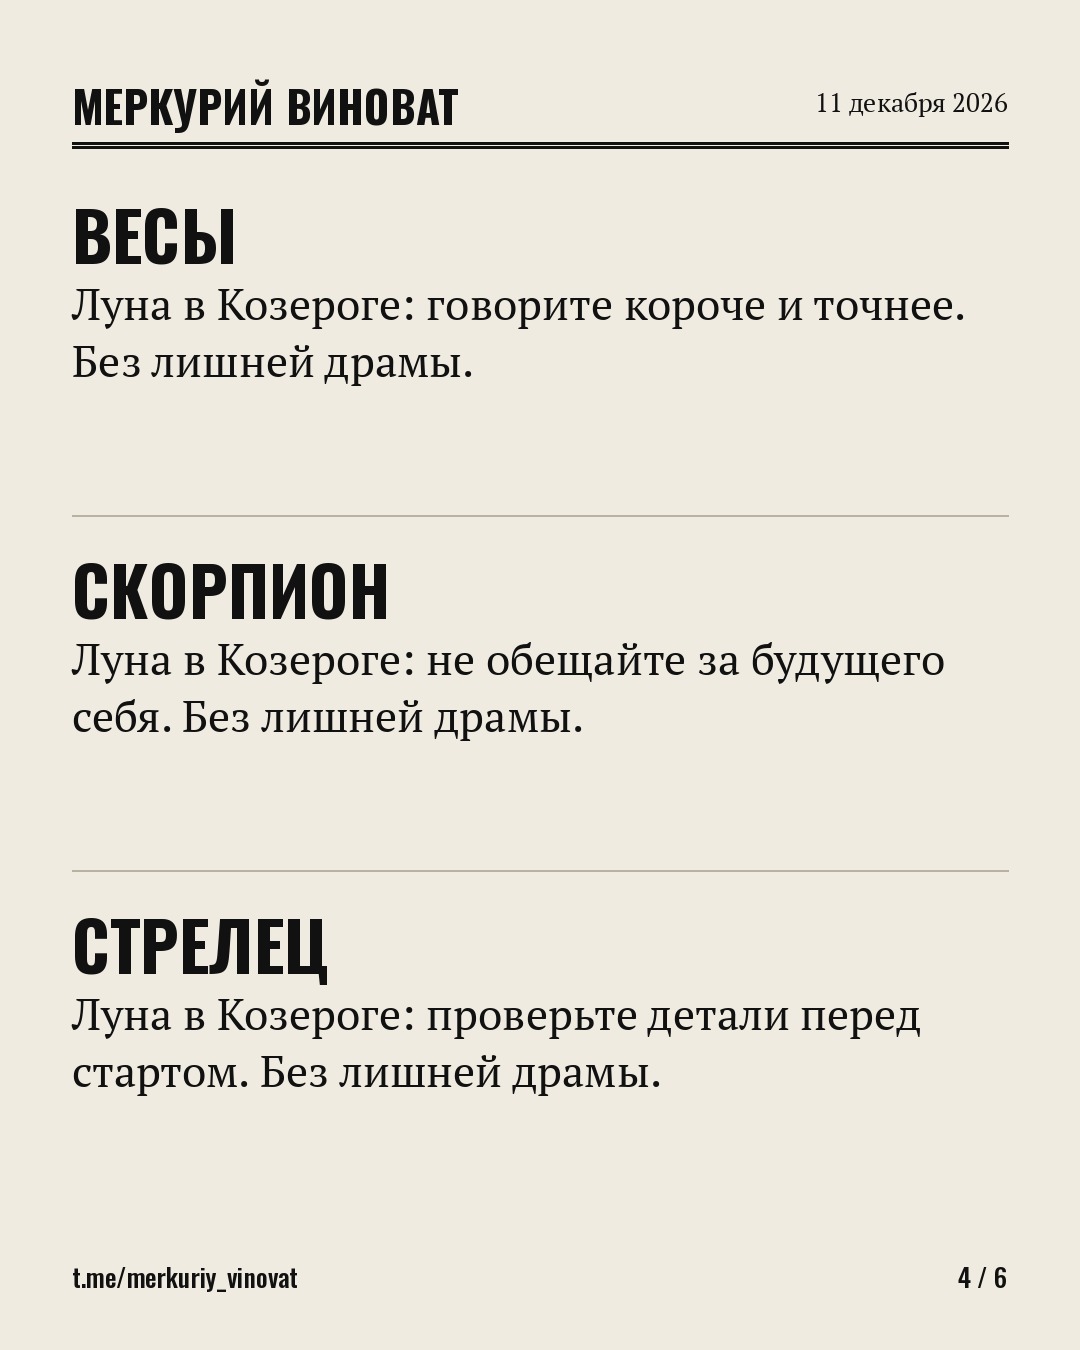 МЕРКУРИЙ ВИНОВАТ
11 декабря 2026
ВЕСЫ
Луна в Козероге: говорите короче и точнее.
Без лишней драмы.
СКОРПИОН
Луна в Козероге: не обещайте за будущего
себя. Без лишней драмы.
СТРЕЛЕЦ
Луна в Козероге: проверьте детали перед
стартом. Без лишней драмы.
t.me/merkuriy_vinovat
4 / 6